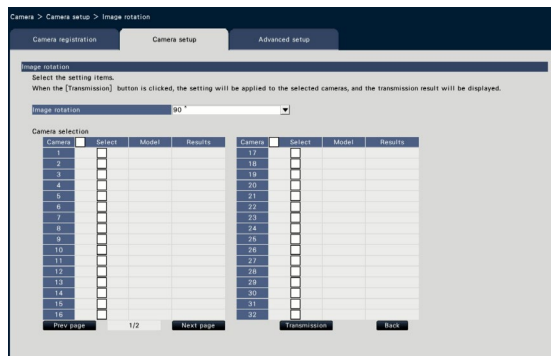 Camera > Camera setup > Image rotation
Camera registration Camera setup Advanced setup
Image rotation
Select the setting items.
When the [Transmission] button is clicked, the setting will be applied to the selected cameras, and the transmission result will be displayed.
Image rotation 90 °
Camera selection
Camera Select Model Results Camera Select Model Results
1 17
2 18
3 19
4 20
5 21
6 22
7 23
8 24
9 25
10 26
11 27
12 28
13 29
14 30
15 31
16 32
Prev page 1/2 Next page Transmission Back